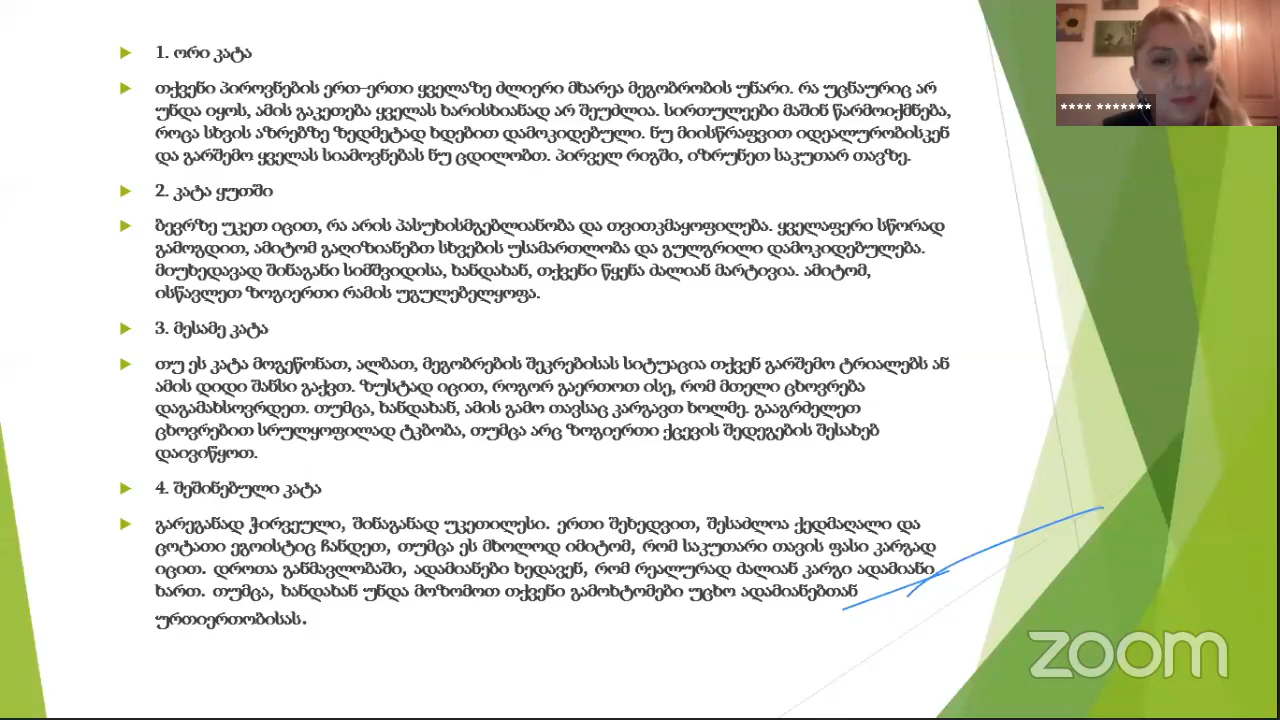 1. ორი კატა
თქვენი პიროვნების ერთ-ერთი ყველაზე ძლიერი მხარეა მეგობრობის უნარი. რა უცნაურიც არ
უნდა იყოს, ამის გაკეთება ყველას ხარისხიანად არ შეუძლია. სირთულეები მაშინ წარმოიქმნება,
როცა სხვის აზრებზე ზედმეტად ხდებით დამოკიდებული. ნუ მიისწრაფვით იდეალურობისკენ
და გარშემო ყველას სიამოვნებას ნუ ცდილობთ. პირველ რიგში, იზრუნეთ საკუთარ თავზე.
2. კატა ყუთში
ბევრზე უკეთ იცით, რა არის პასუხისმგებლიანობა და თვითკმაყოფილება. ყველაფერი სწორად
გამოგდით, ამიტომ გაღიზიანებთ სხვების უსამართლობა და გულგრილი დამოკიდებულება.
მიუხედავად შინაგანი სიმშვიდისა, ხანდახან, თქვენი წყენა ძალიან მარტივია. ამიტომ,
ისწავლეთ ზოგიერთი რამის უგულებელყოფა.
3. მესამე კატა
თუ ეს კატა მოგეწონათ, ალბათ, მეგობრების შეკრებისას სიტუაცია თქვენ გარშემო ტრიალებს ან
ამის დიდი შანსი გაქვთ. ზუსტად იცით, როგორ გაერთოთ ისე, რომ მთელი ცხოვრება
დაგამახსოვრდეთ. თუმცა, ხანდახან, ამის გამო თავსაც კარგავთ ხოლმე. გააგრძელეთ
ცხოვრებით სრულყოფილად ტკბობა, თუმცა არც ზოგიერთი ქცევის შედეგების შესახებ
დაივიწყოთ.
4. შეშინებული კატა
გარეგანად ჭირვეული, შინაგანად უკეთილესი. ერთი შეხედვით, შესაძლოა ქედმაღალი და
ცოტათი ეგოისტიც ჩანდეთ, თუმცა ეს მხოლოდ იმიტომ, რომ საკუთარი თავის ფასი კარგად
იცით. დროთა განმავლობაში, ადამიანები ხედავენ, რომ რეალურად ძალიან კარგი ადამიანი
ხართ. თუმცა, ხანდახან უნდა მოზომოთ თქვენი გამოხტომები უცხო ადამიანებთან
ურთიერთობისას.
**** *******
zoom